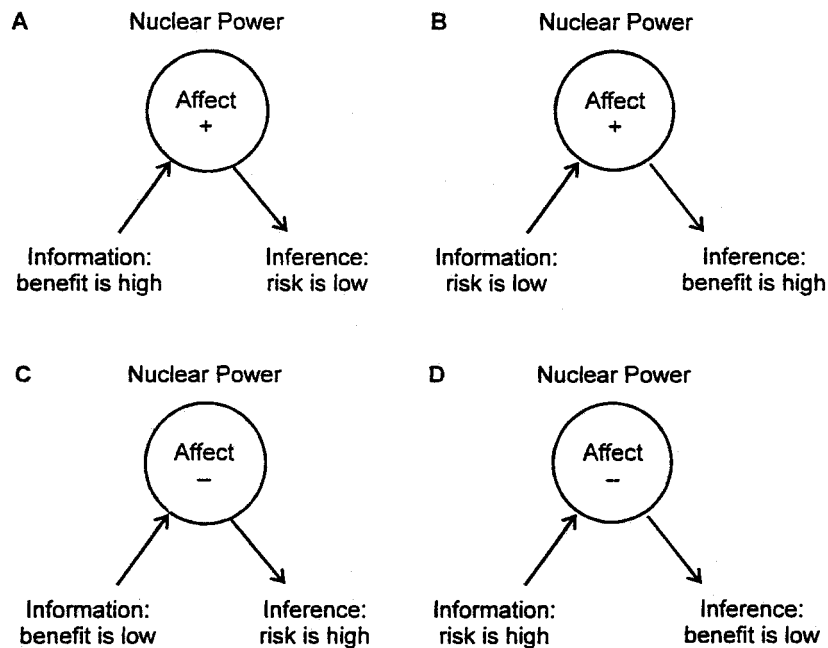 A
Nuclear Power
Affect
+
Information:
benefit is high
Inference:
risk is low
B
Nuclear Power
Affect
+
Information:
risk is low
Inference:
benefit is high
C
Nuclear Power
Affect
–
Information:
benefit is low
Inference:
risk is high
D
Nuclear Power
Affect
–
Information:
risk is high
Inference:
benefit is low